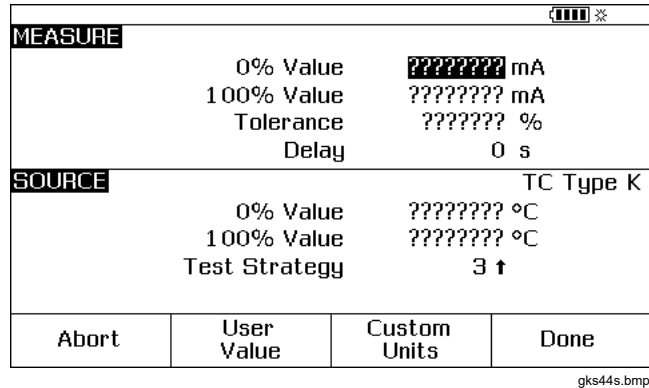 MEASURE
0% Value ???????? mA
100% Value ???????? mA
Tolerance ??????? %
Delay 0 s
SOURCE TC Type K
0% Value ???????? °C
100% Value ???????? °C
Test Strategy 3 ↑
Abort
User Value
Custom Units
Done
gks44s.bmp